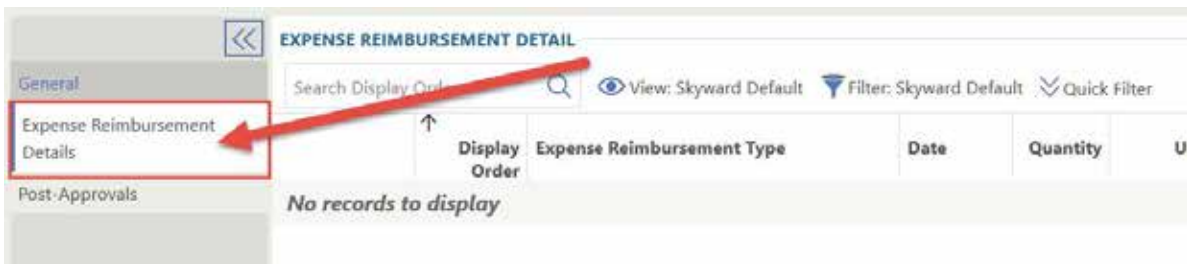 EXPENSE REIMBURSEMENT DETAIL
General
Search Display Order
View: Skyward Default
Filter: Skyward Default
Quick Filter
Expense Reimbursement
Details
Display
Order
Expense Reimbursement Type
Date
Quantity
U
Post-Approvals
No records to display